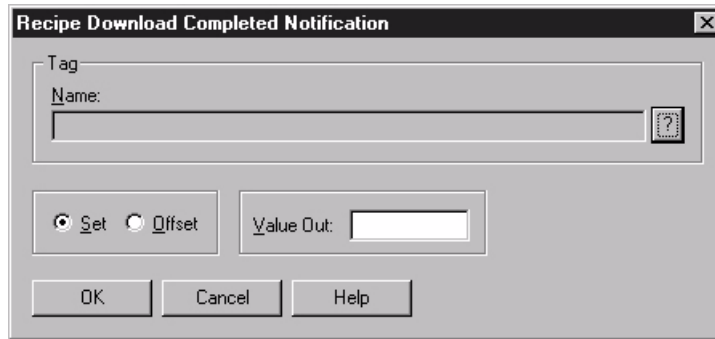 Recipe Download Completed Notification
Tag
Name:
?
Set Offset Value Out:
OK Cancel Help